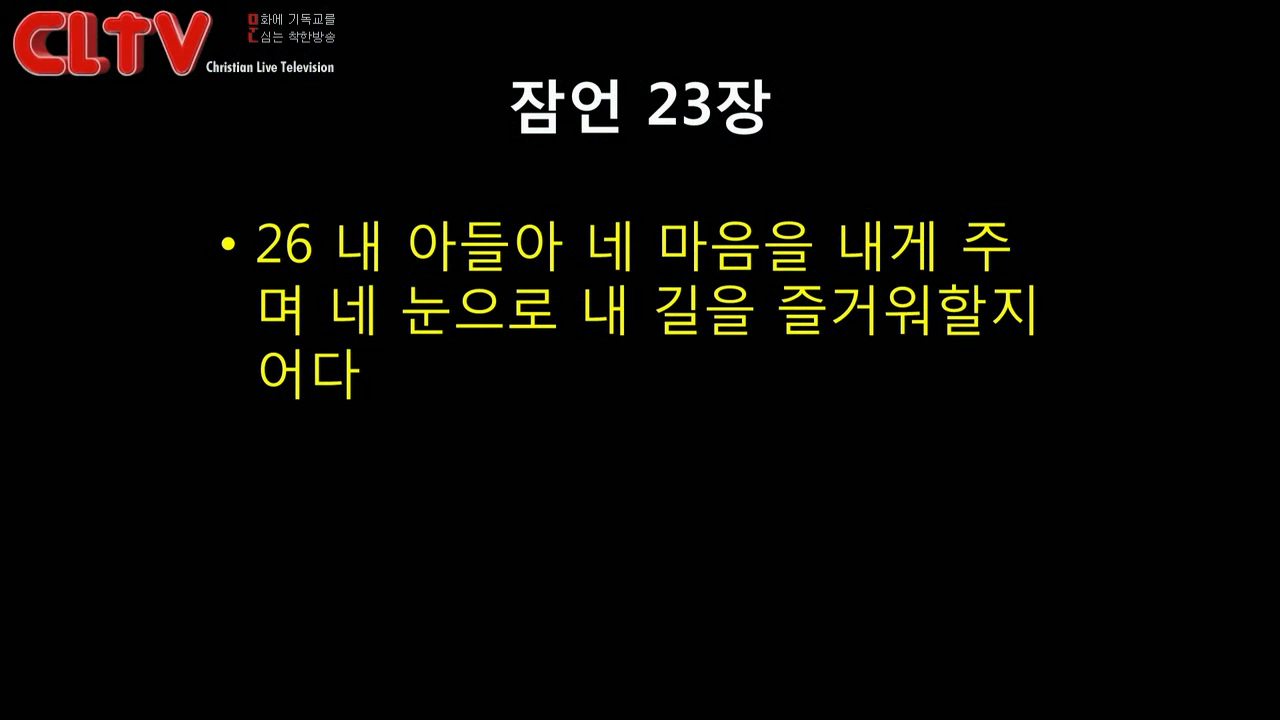 CLTV
문화에 기독교를
심는 착한방송
Christian Live Television
잠언 23장
• 26 내 아들아 네 마음을 내게 주
며 네 눈으로 내 길을 즐거워할지
어다